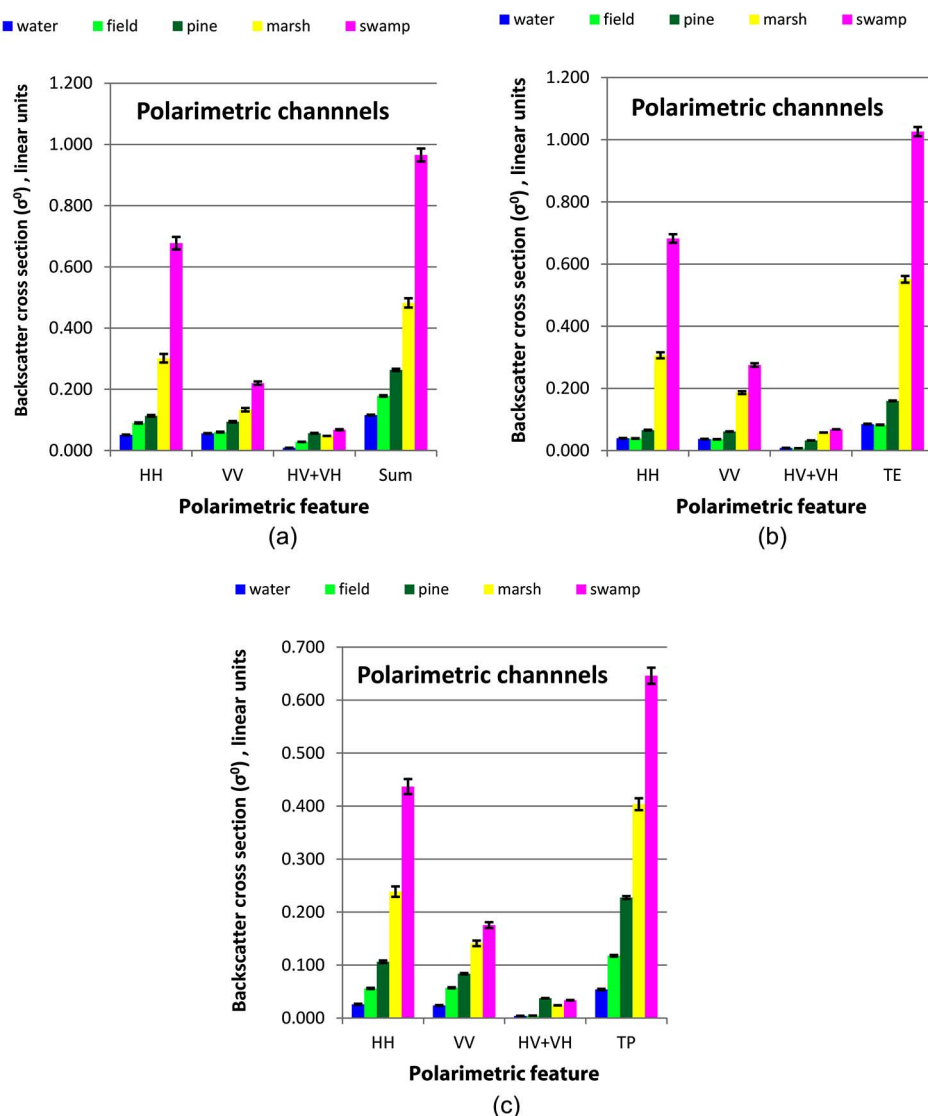 water field pine marsh swamp
Polarimetric channnels
Backscatter cross section (σ⁰) , linear units
1.200
1.000
0.800
0.600
0.400
0.200
0.000
HH VV HV+VH Sum
Polarimetric feature
(a)
water field pine marsh swamp
Polarimetric channnels
Backscatter cross section (σ⁰) , linear units
1.200
1.000
0.800
0.600
0.400
0.200
0.000
HH VV HV+VH TE
Polarimetric feature
(b)
water field pine marsh swamp
Polarimetric channnels
Backscatter cross section (σ⁰) , linear units
0.700
0.600
0.500
0.400
0.300
0.200
0.100
0.000
HH VV HV+VH TP
Polarimetric feature
(c)